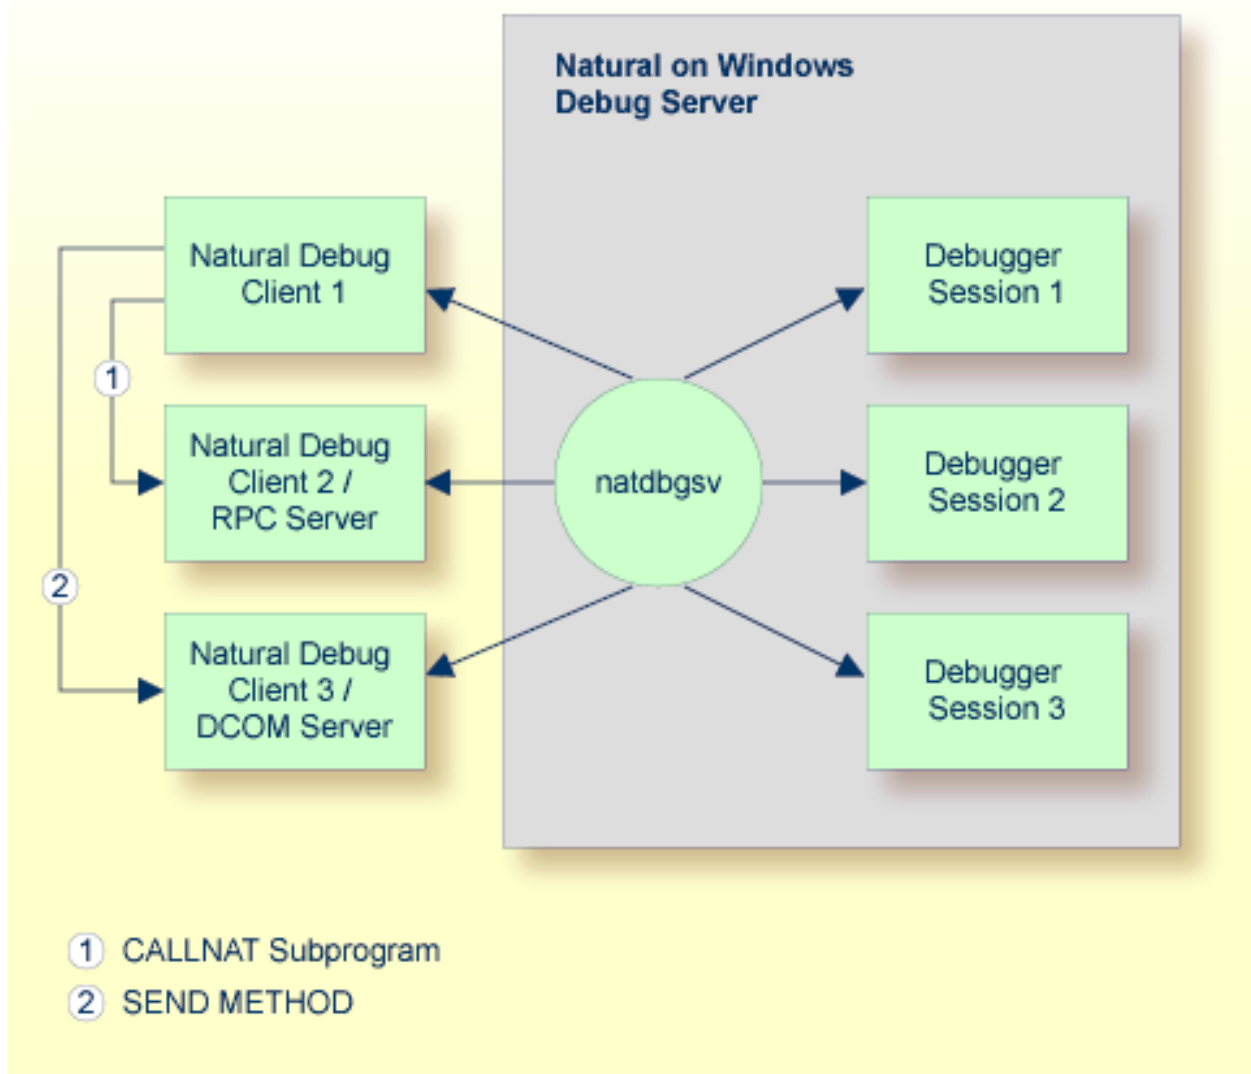 Natural on Windows
Debug Server
Natural Debug
Client 1
Debugger
Session 1
1
Natural Debug
Client 2 /
RPC Server
natdbgsv
Debugger
Session 2
2
Natural Debug
Client 3 /
DCOM Server
Debugger
Session 3
1 CALLNAT Subprogram
2 SEND METHOD